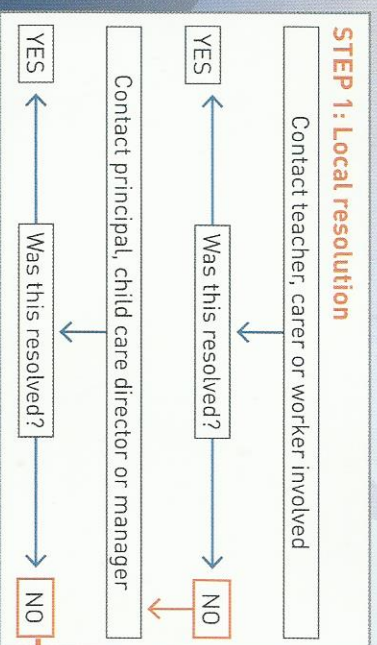 STEP 1: Local resolution
Contact teacher, carer or worker involved
YES
Was this resolved?
NO
Contact principal, child care director or manager
YES
Was this resolved?
NO